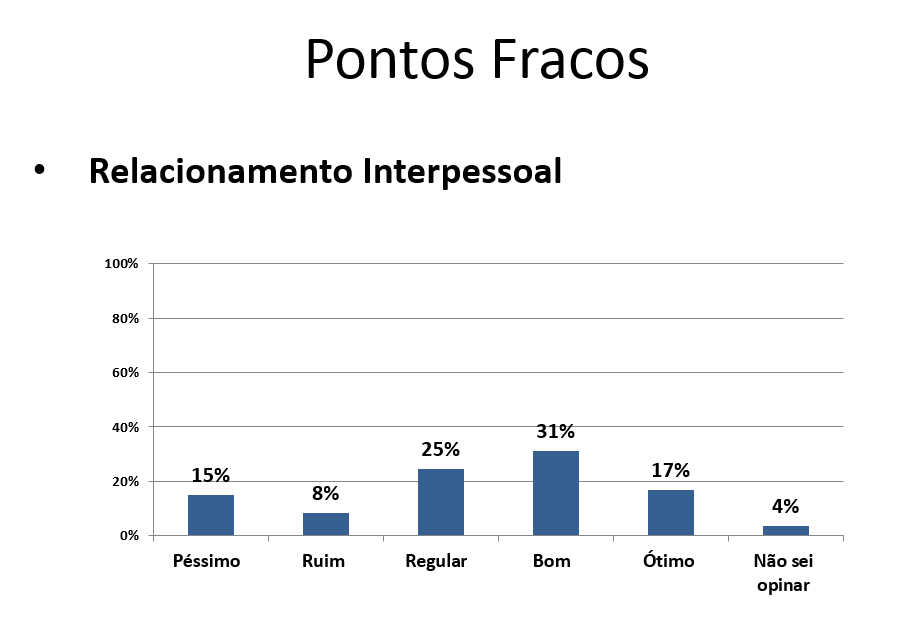 Pontos Fracos
• Relacionamento Interpessoal
100%
80%
60%
40%
20%
0%
15%
8%
25%
31%
17%
4%
Péssimo
Ruim
Regular
Bom
Ótimo
Não sei
opinar